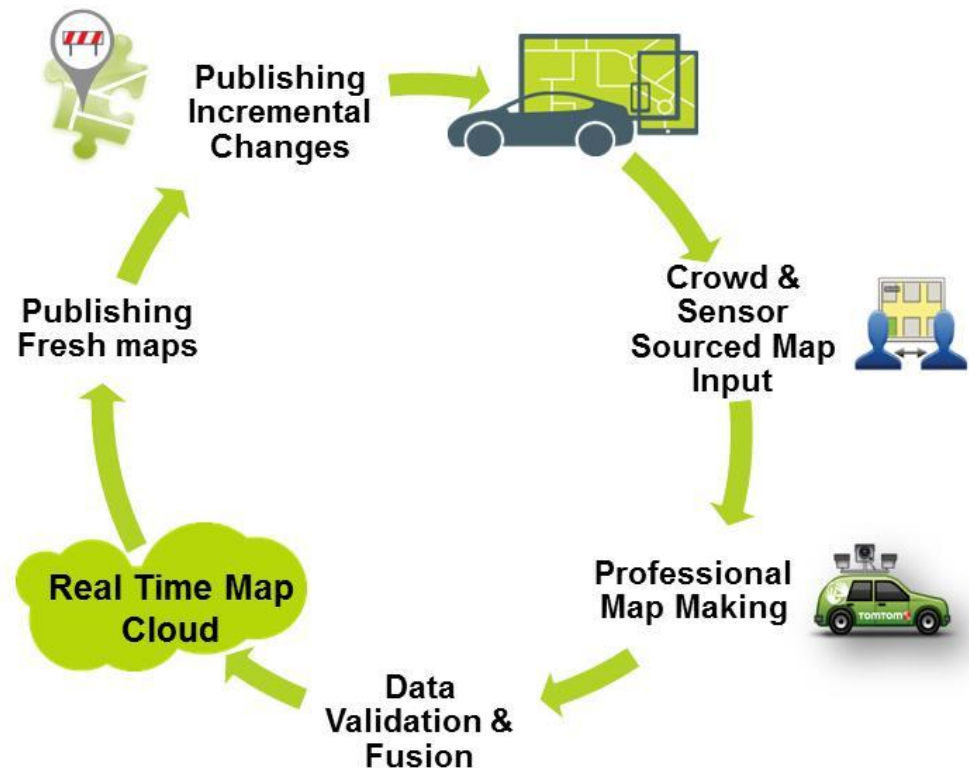 Publishing
Incremental
Changes
Crowd &
Sensor
Sourced Map
Input
Professional
Map Making
TOMTOM
Data
Validation &
Fusion
Real Time Map
Cloud
Publishing
Fresh maps